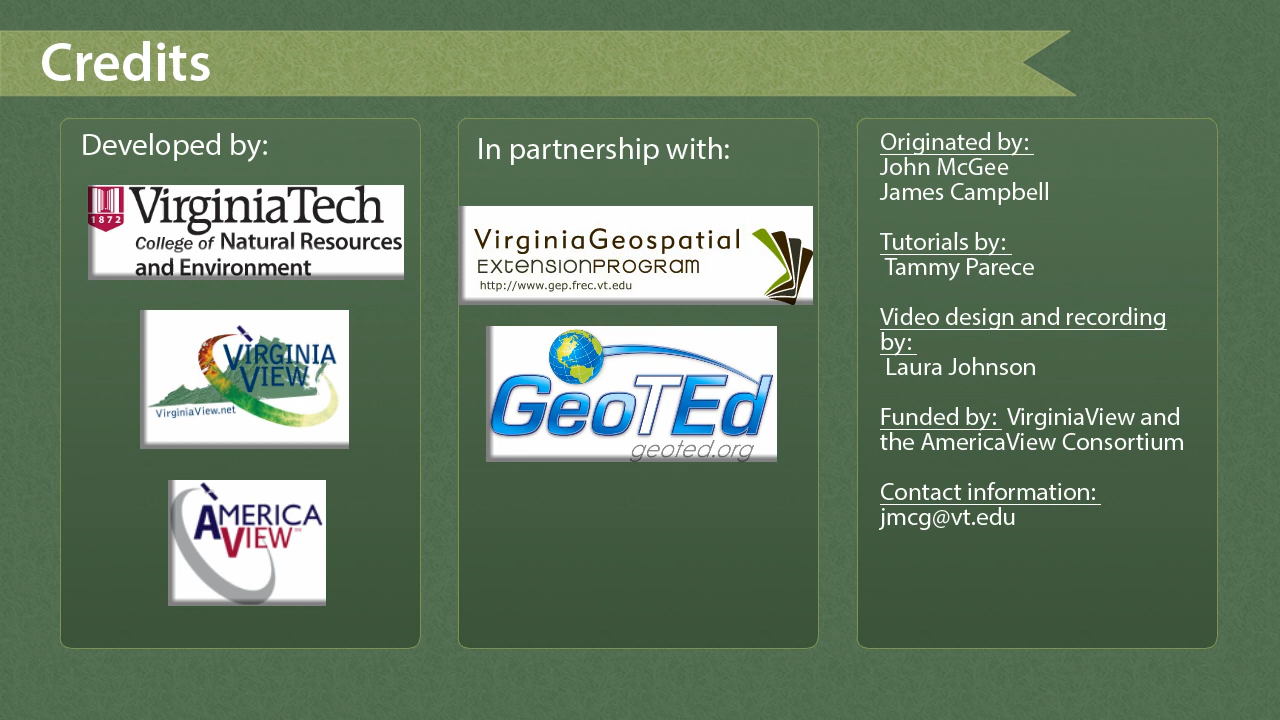 Credits
Developed by:
VirginiaTech
1872
College of Natural Resources
and Environment
VIRGINIA
VIEW
VirginiaView.net
AMERICA
VIEW™
In partnership with:
VirginiaGeospatial
ExtensionPROGRAM
http://www.gep.frec.vt.edu
GeoTEd
geoted.org
Originated by:
John McGee
James Campbell
Tutorials by:
Tammy Parece
Video design and recording
by:
Laura Johnson
Funded by: VirginiaView and
the AmericaView Consortium
Contact information:
jmcg@vt.edu